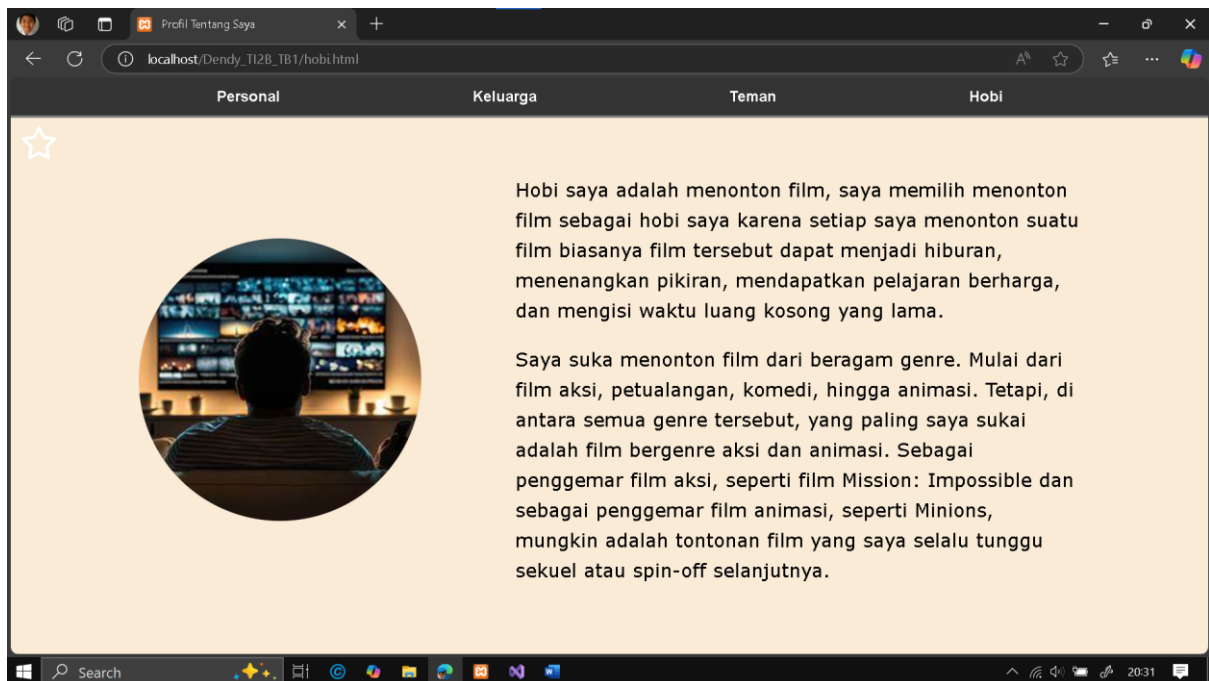 Profil Tentang Saya
localhost/Dendy_TI2B_TB1/hobi.html
Personal Keluarga Teman Hobi
Hobi saya adalah menonton film, saya memilih menonton
film sebagai hobi saya karena setiap saya menonton suatu
film biasanya film tersebut dapat menjadi hiburan,
menenangkan pikiran, mendapatkan pelajaran berharga,
dan mengisi waktu luang kosong yang lama.
Saya suka menonton film dari beragam genre. Mulai dari
film aksi, petualangan, komedi, hingga animasi. Tetapi, di
antara semua genre tersebut, yang paling saya sukai
adalah film bergenre aksi dan animasi. Sebagai
penggemar film aksi, seperti film Mission: Impossible dan
sebagai penggemar film animasi, seperti Minions,
mungkin adalah tontonan film yang saya selalu tunggu
sekuel atau spin-off selanjutnya.
Search 20:31